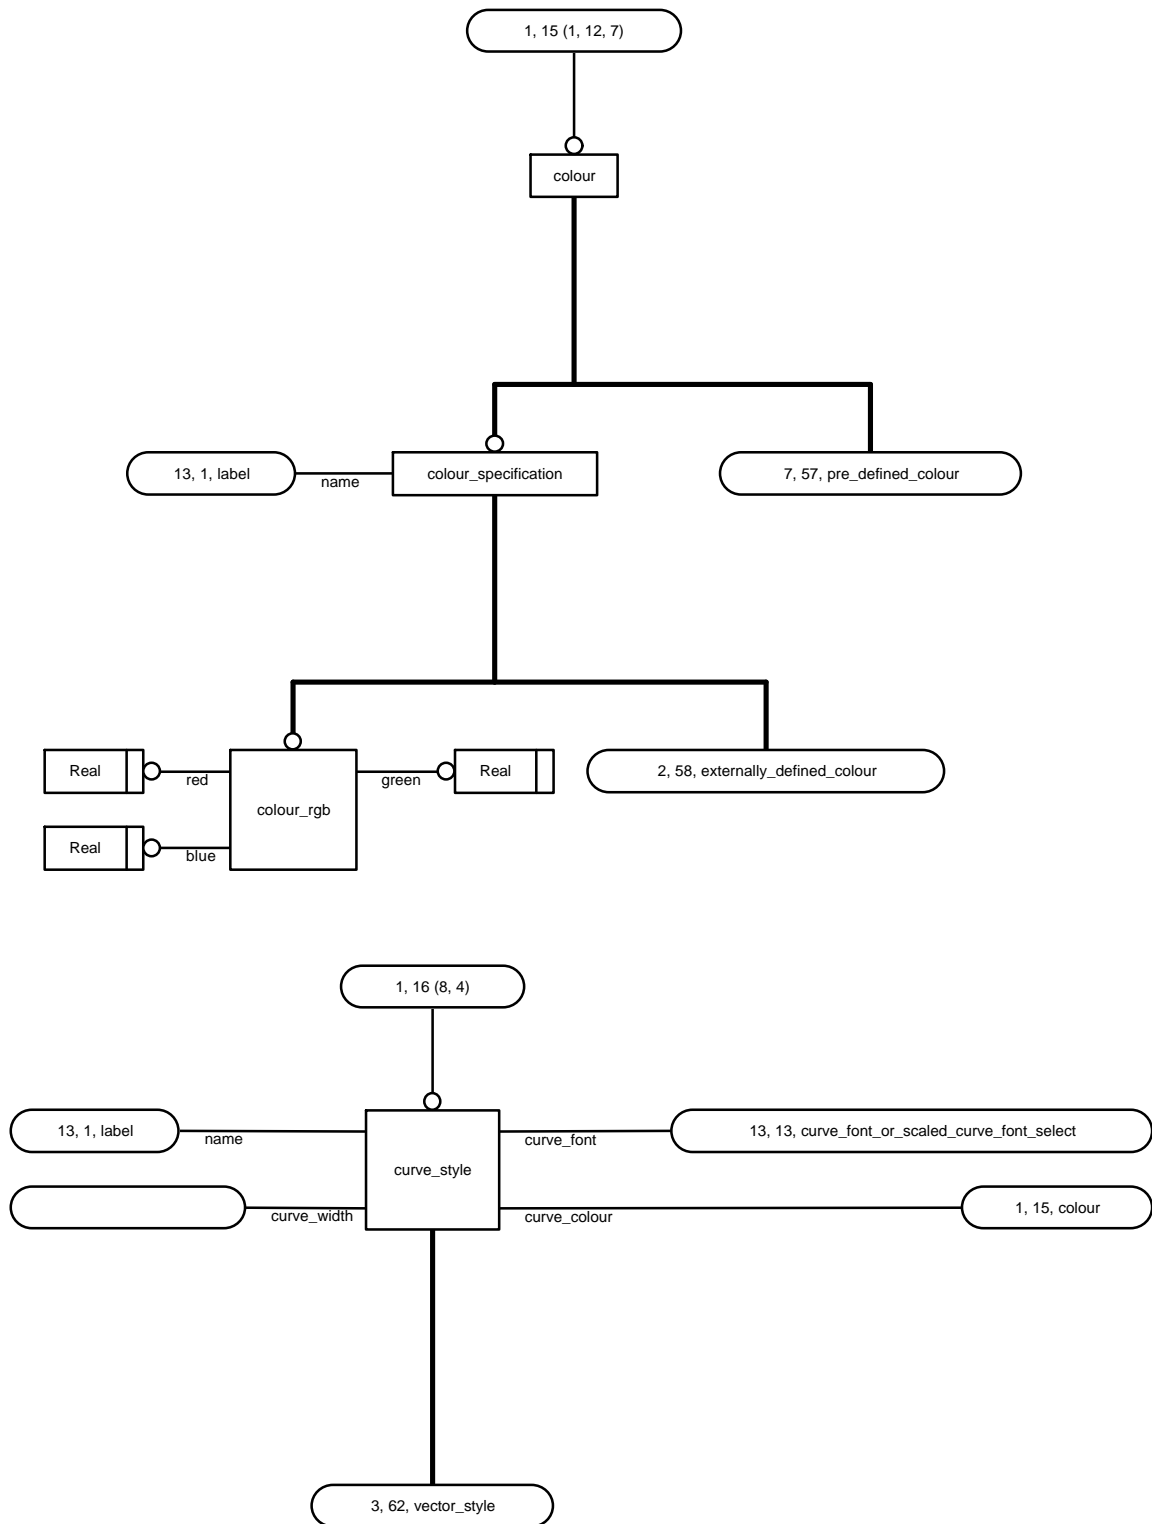 1, 15 (1, 12, 7)
colour
13, 1, label
name
colour_specification
7, 57, pre_defined_colour
Real
red
green
Real
2, 58, externally_defined_colour
colour_rgb
Real
blue
1, 16 (8, 4)
13, 1, label
name
curve_font
13, 13, curve_font_or_scaled_curve_font_select
curve_style
curve_width
curve_colour
1, 15, colour
3, 62, vector_style